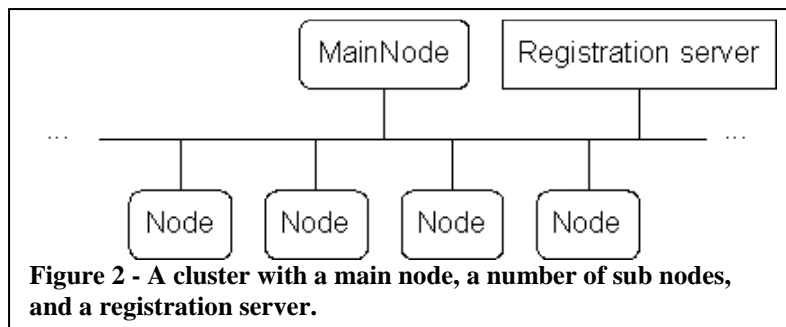 MainNode Registration server
... ...
Node Node Node Node
Figure 2 - A cluster with a main node, a number of sub nodes,
and a registration server.